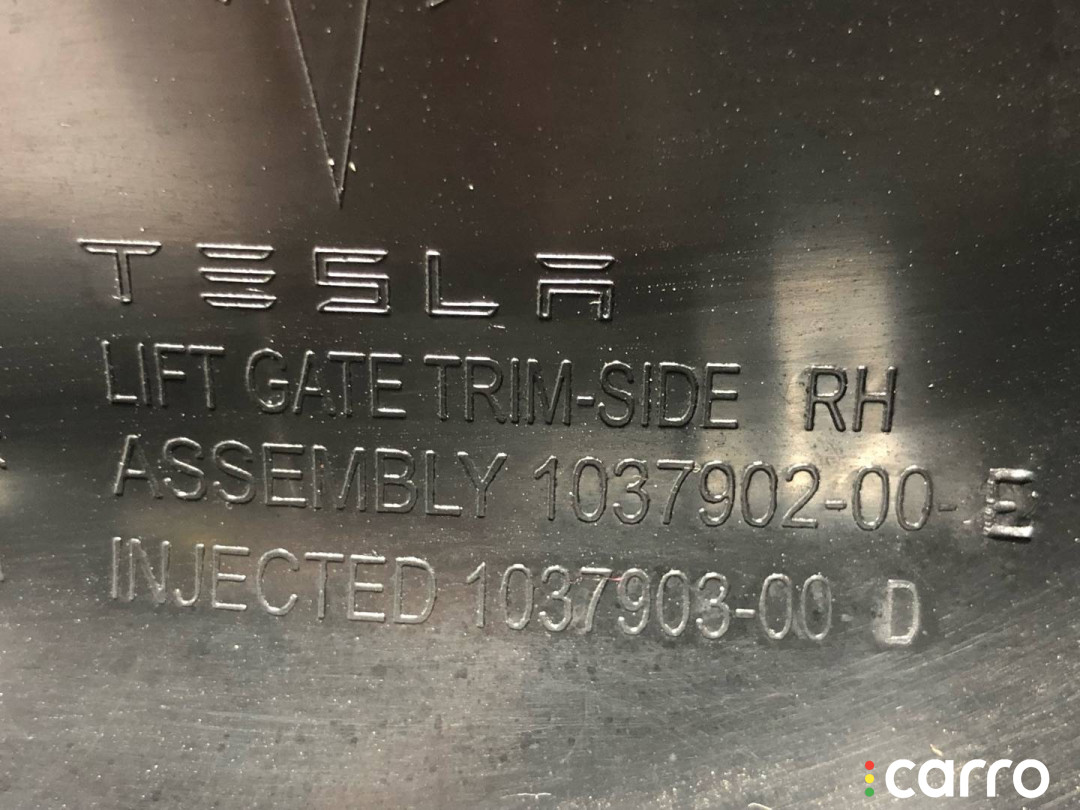 TESLA
LIFT GATE TRIM-SIDE RH
ASSEMBLY 1037902-00-E
INJECTED 1037903-00 D
carro